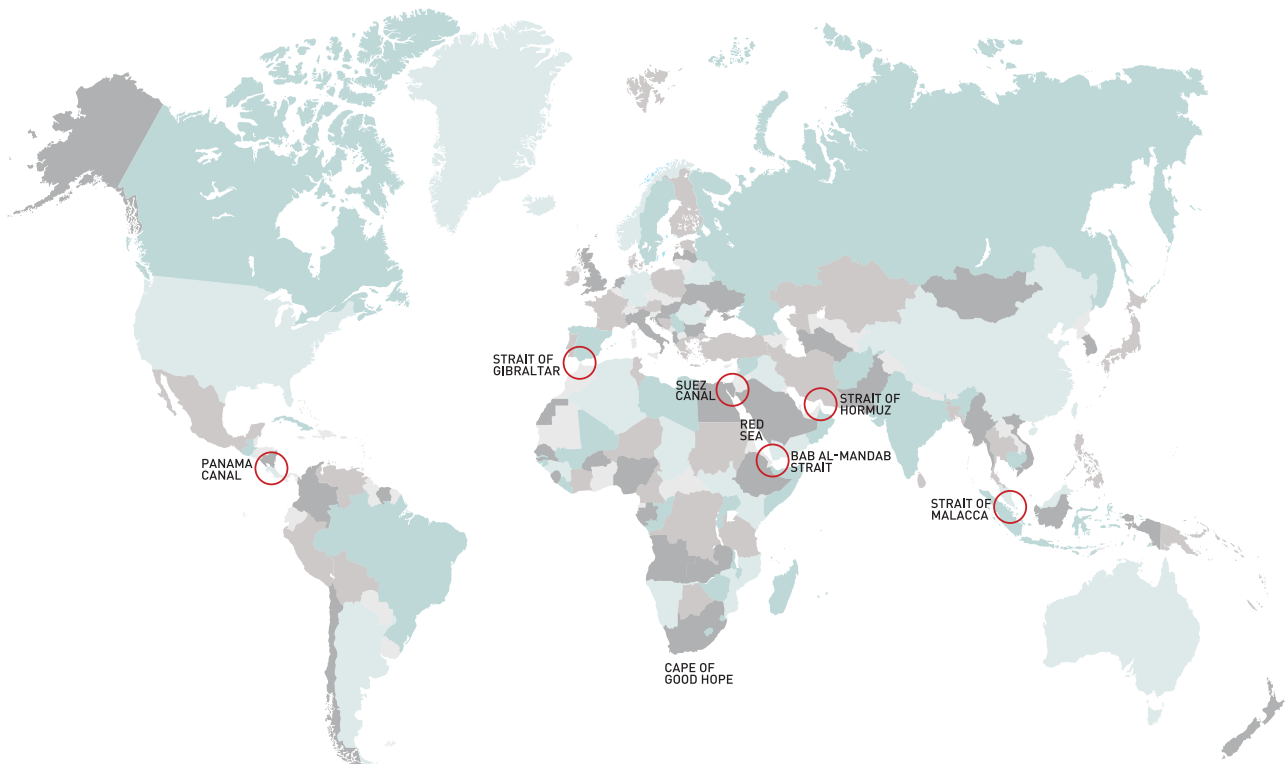 STRAIT OF
GIBRALTAR
SUEZ
CANAL
STRAIT OF
HORMUZ
RED
SEA
BAB AL-MANDAB
STRAIT
PANAMA
CANAL
STRAIT OF
MALACCA
CAPE OF
GOOD HOPE